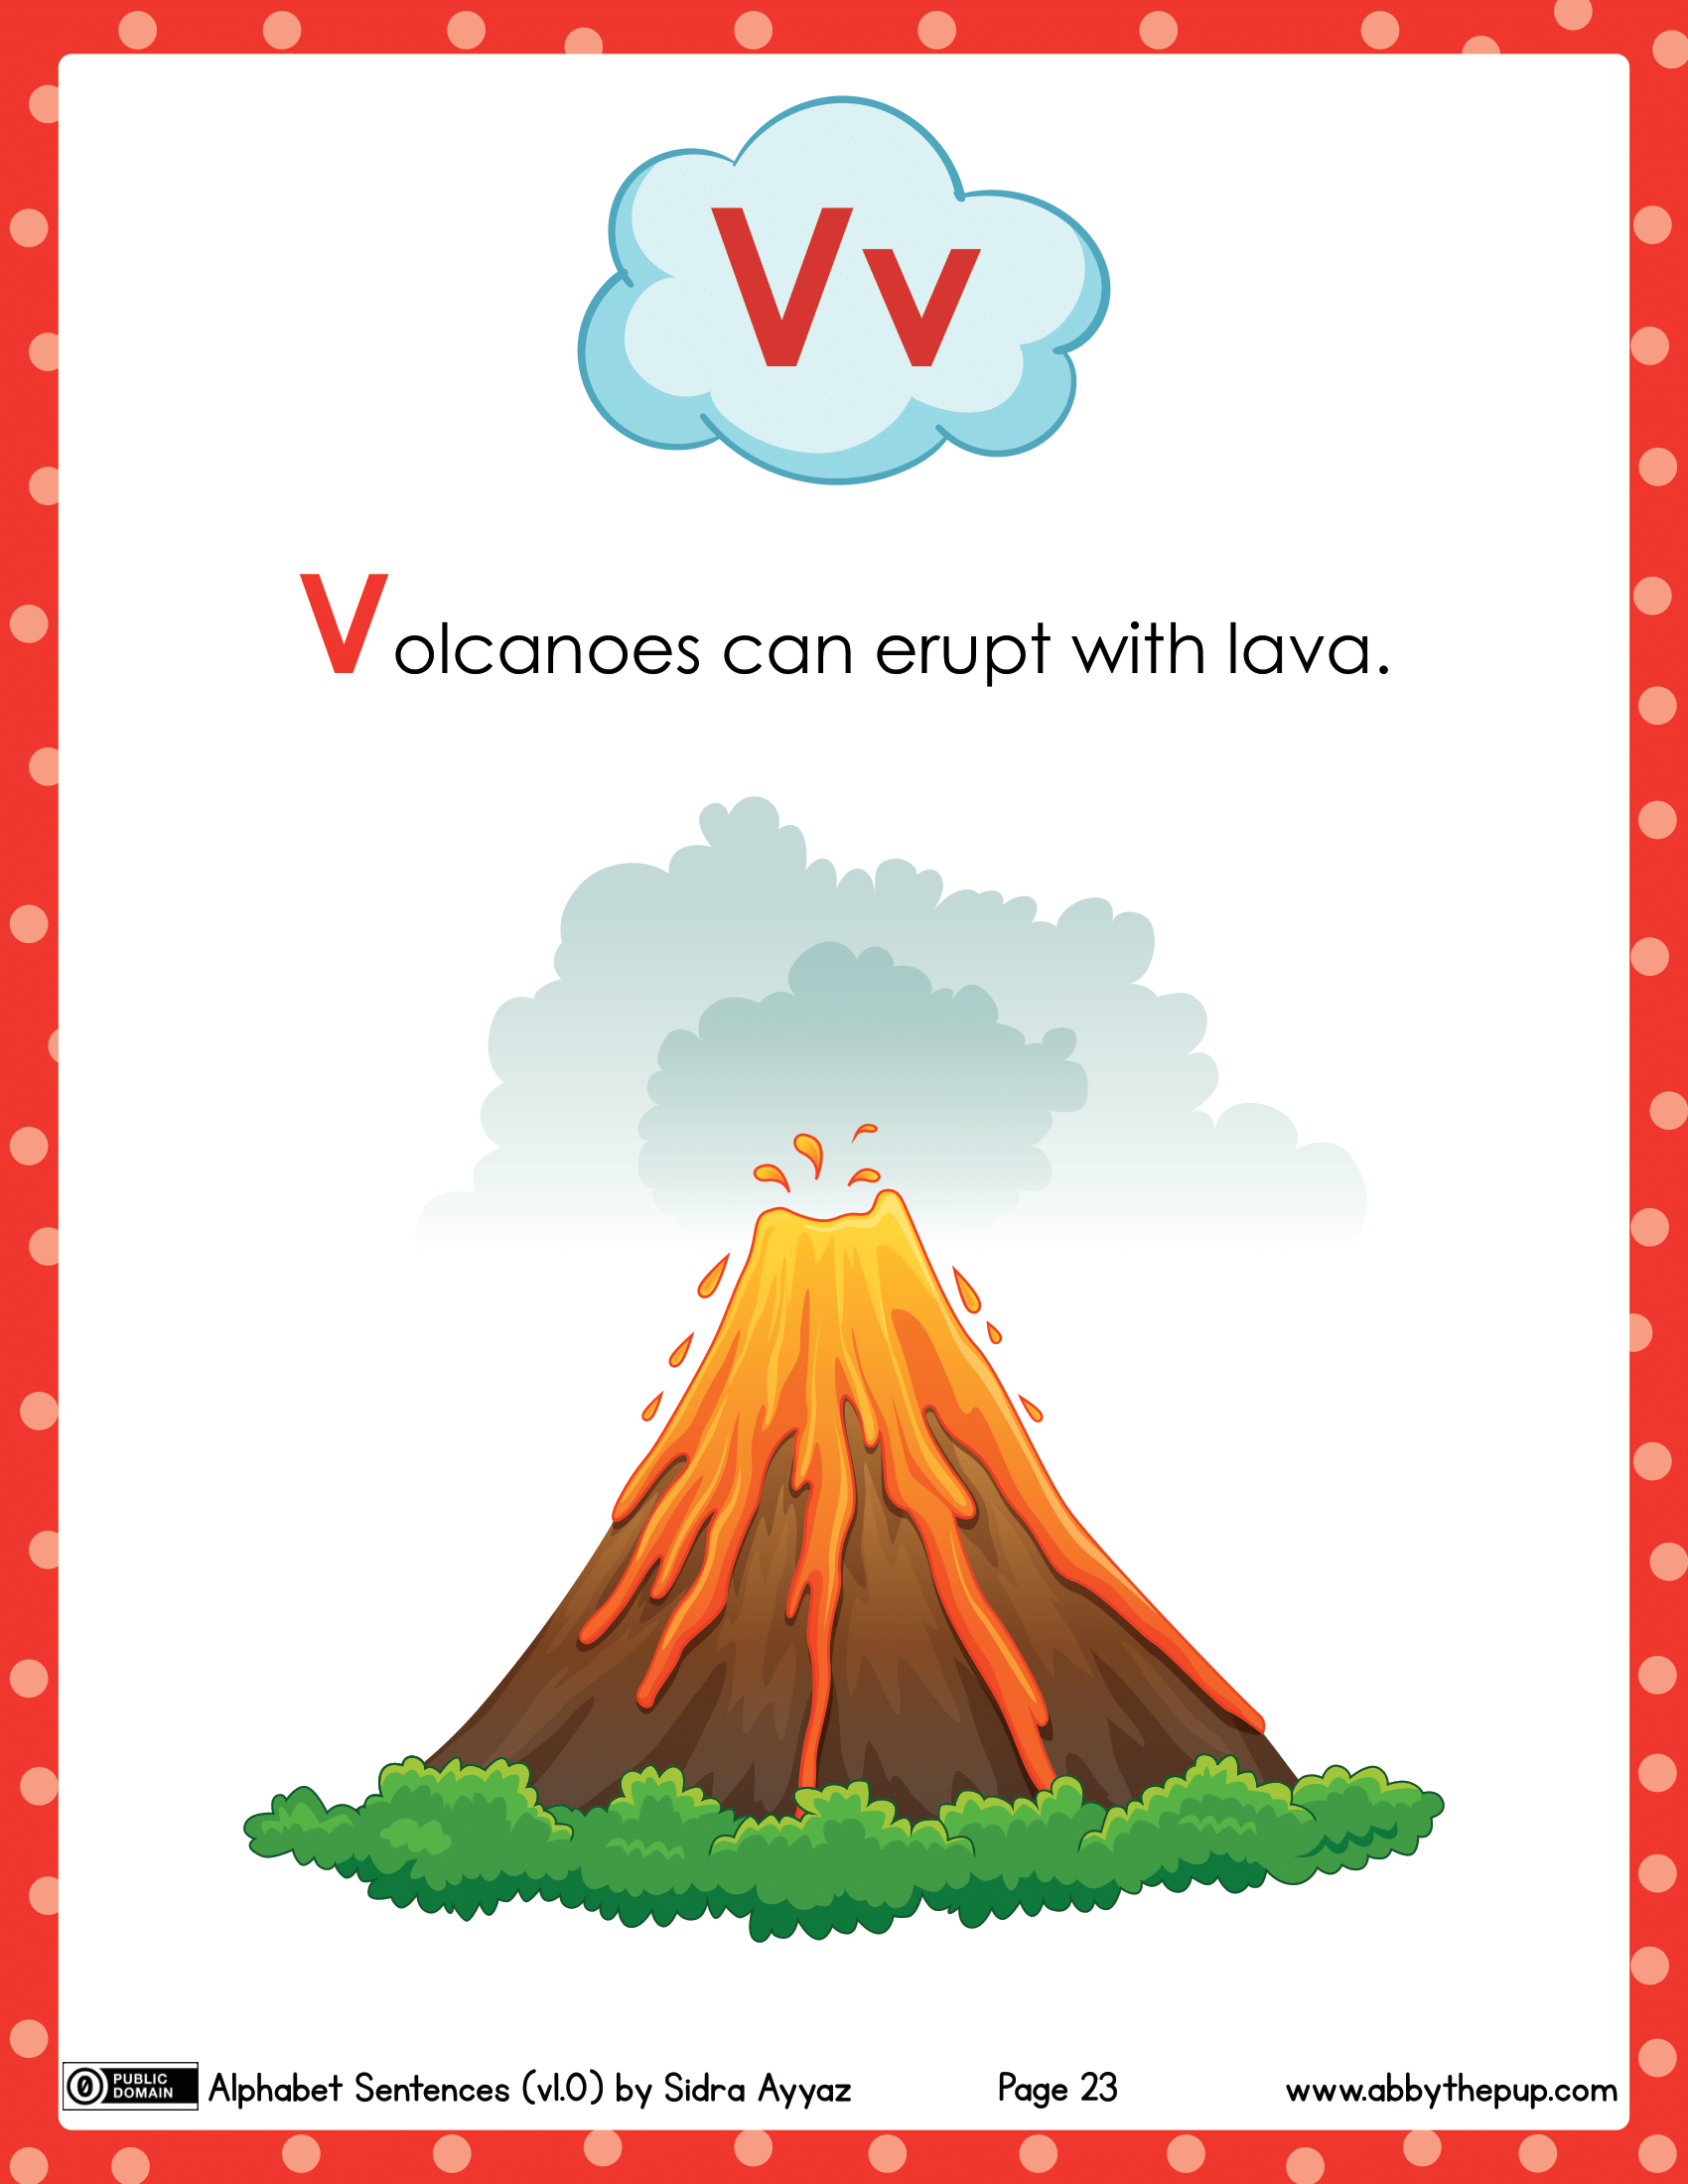 Vv
Volcanoes can erupt with lava.
0 PUBLIC DOMAIN Alphabet Sentences (v1.0) by Sidra Ayyaz Page 23 www.abbythepup.com